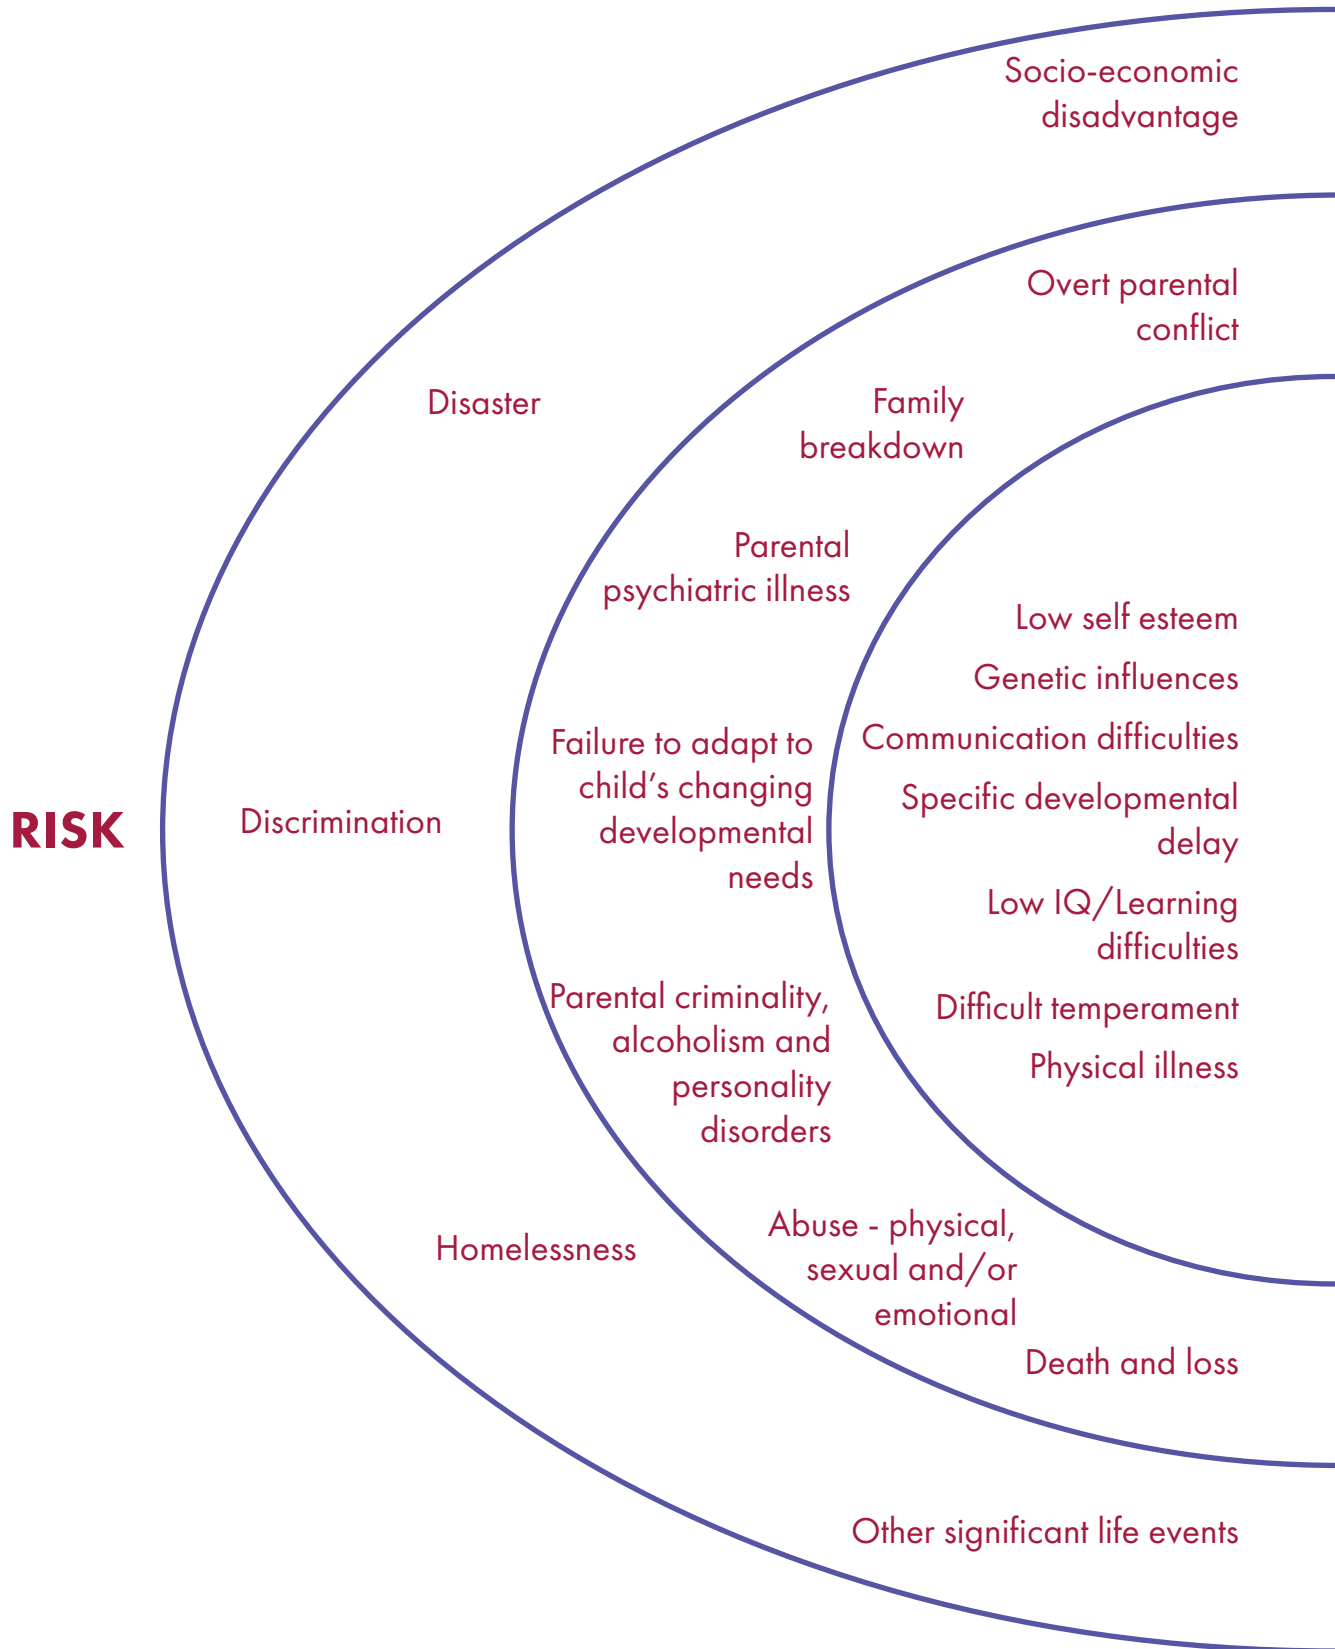 Socio-economic
disadvantage
Overt parental
conflict
Disaster
Family
breakdown
Parental
psychiatric illness
Low self esteem
Genetic influences
Communication difficulties
Specific developmental
delay
Low IQ/Learning
difficulties
Difficult temperament
Physical illness
Failure to adapt to
child’s changing
developmental
needs
RISK
Discrimination
Parental criminality,
alcoholism and
personality
disorders
Homelessness
Abuse - physical,
sexual and/or
emotional
Death and loss
Other significant life events